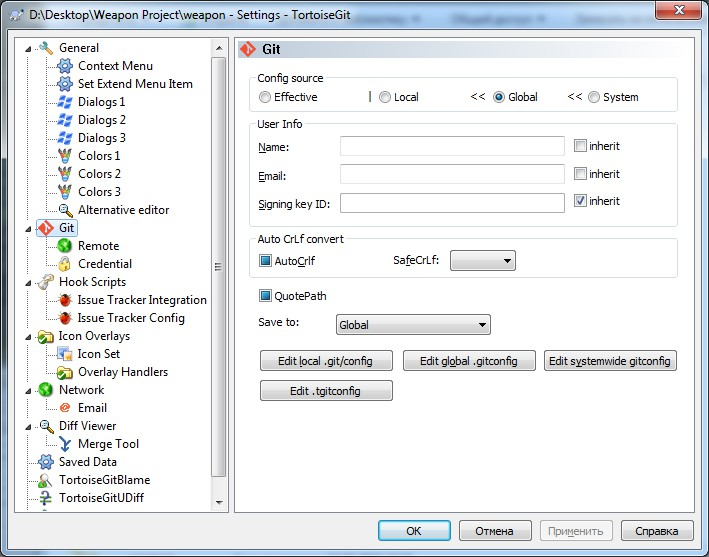 D:\Desktop\Weapon Project\weapon - Settings - TortoiseGit
General
Context Menu
Set Extend Menu Item
Dialogs 1
Dialogs 2
Dialogs 3
Colors 1
Colors 2
Colors 3
Alternative editor
Git
Remote
Credential
Hook Scripts
Issue Tracker Integration
Issue Tracker Config
Icon Overlays
Icon Set
Overlay Handlers
Network
Email
Diff Viewer
Merge Tool
Saved Data
TortoiseGitBlame
TortoiseGitUDiff
Git
Config source
Effective | Local << Global << System
User Info
Name: inherit
Email: inherit
Signing key ID: inherit
Auto CrLf convert
AutoCrlf SafeCrLf:
QuotePath
Save to: Global
Edit local .git/config Edit global .gitconfig Edit systemwide gitconfig
Edit .tgitconfig
OK Отмена Применить Справка